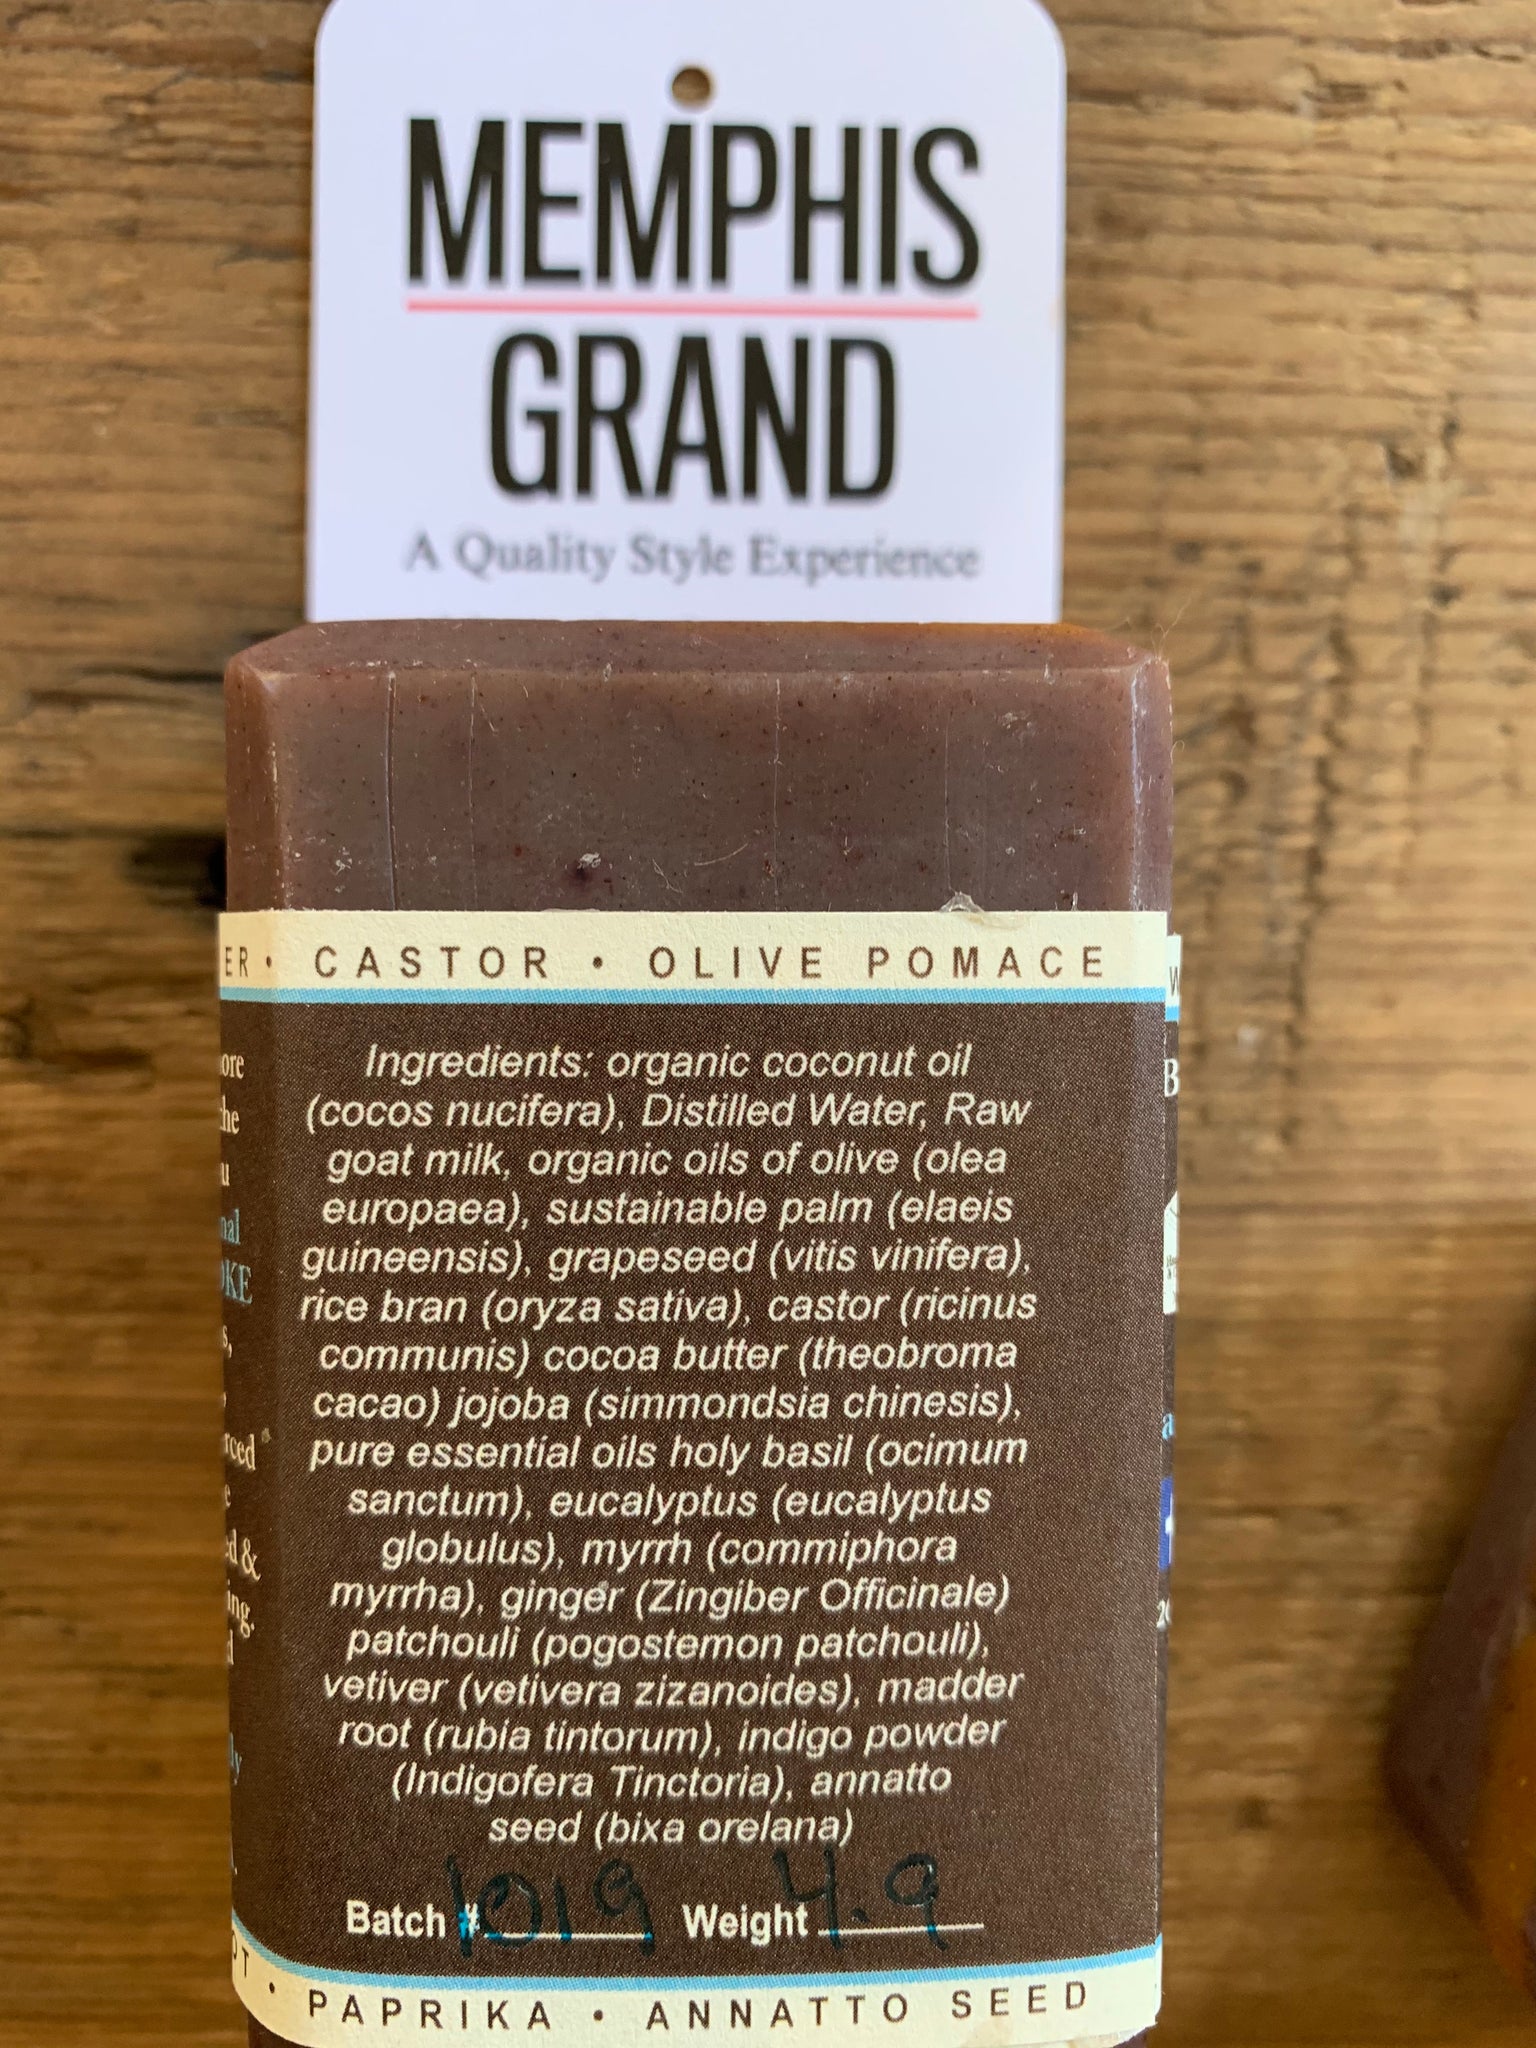 MEMPHIS
GRAND
A Quality Style Experience
ER • CASTOR • OLIVE POMACE
Ingredients: organic coconut oil
(cocos nucifera), Distilled Water, Raw
goat milk, organic oils of olive (olea
europaea), sustainable palm (elaeis
guineensis), grapeseed (vitis vinifera),
rice bran (oryza sativa), castor (ricinus
communis) cocoa butter (theobroma
cacao) jojoba (simmondsia chinesis),
pure essential oils holy basil (ocimum
sanctum), eucalyptus (eucalyptus
globulus), myrrh (commiphora
myrrha), ginger (Zingiber Officinale)
patchouli (pogostemon patchouli),
vetiver (vetivera zizanoides), madder
root (rubia tintorum), indigo powder
(Indigofera Tinctoria), annatto
seed (bixa orelana)
Batch # 1019 Weight 4.9
• PAPRIKA • ANNATTO SEED